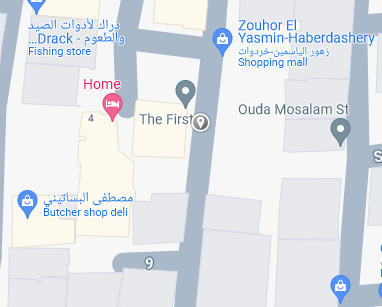 دراك لأدوات الصيد
والطعوم - Drack...
Fishing store
Zouhor El
Yasmin-Haberdashery
زهور الياسمين-خردوات
Shopping mall
Home
4
The First
Ouda Mosalam St
مصطفى البساتيني
Butcher shop deli
9
S